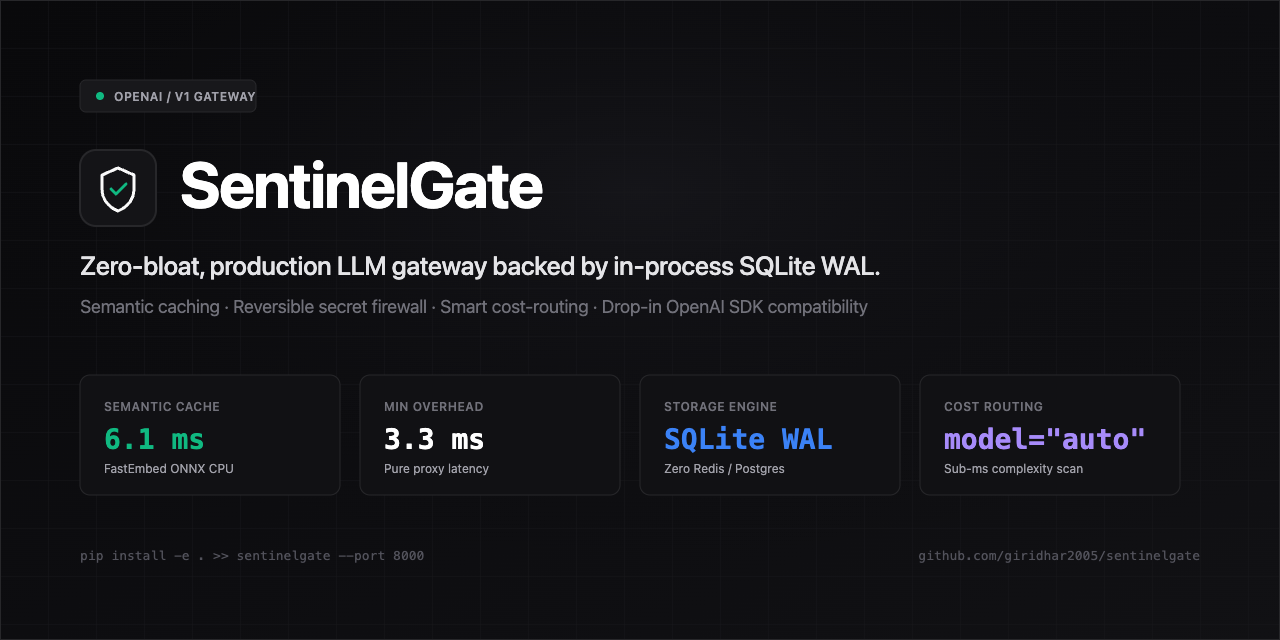 OPENAI / V1 GATEWAY
SentinelGate
Zero-bloat, production LLM gateway backed by in-process SQLite WAL.
Semantic caching · Reversible secret firewall · Smart cost-routing · Drop-in OpenAI SDK compatibility
SEMANTIC CACHE
6.1 ms
FastEmbed ONNX CPU
MIN OVERHEAD
3.3 ms
Pure proxy latency
STORAGE ENGINE
SQLite WAL
Zero Redis / Postgres
COST ROUTING
model="auto"
Sub-ms complexity scan
pip install -e . >> sentinelgate --port 8000
github.com/giridhar2005/sentinelgate